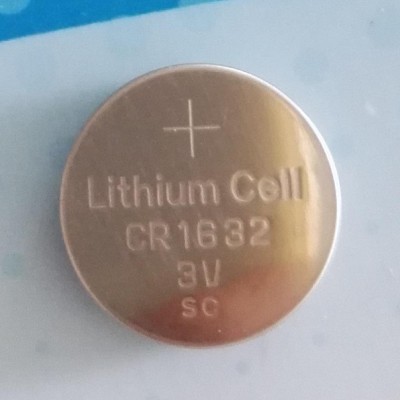 +
Lithium Cell
CR1632
3V
SC